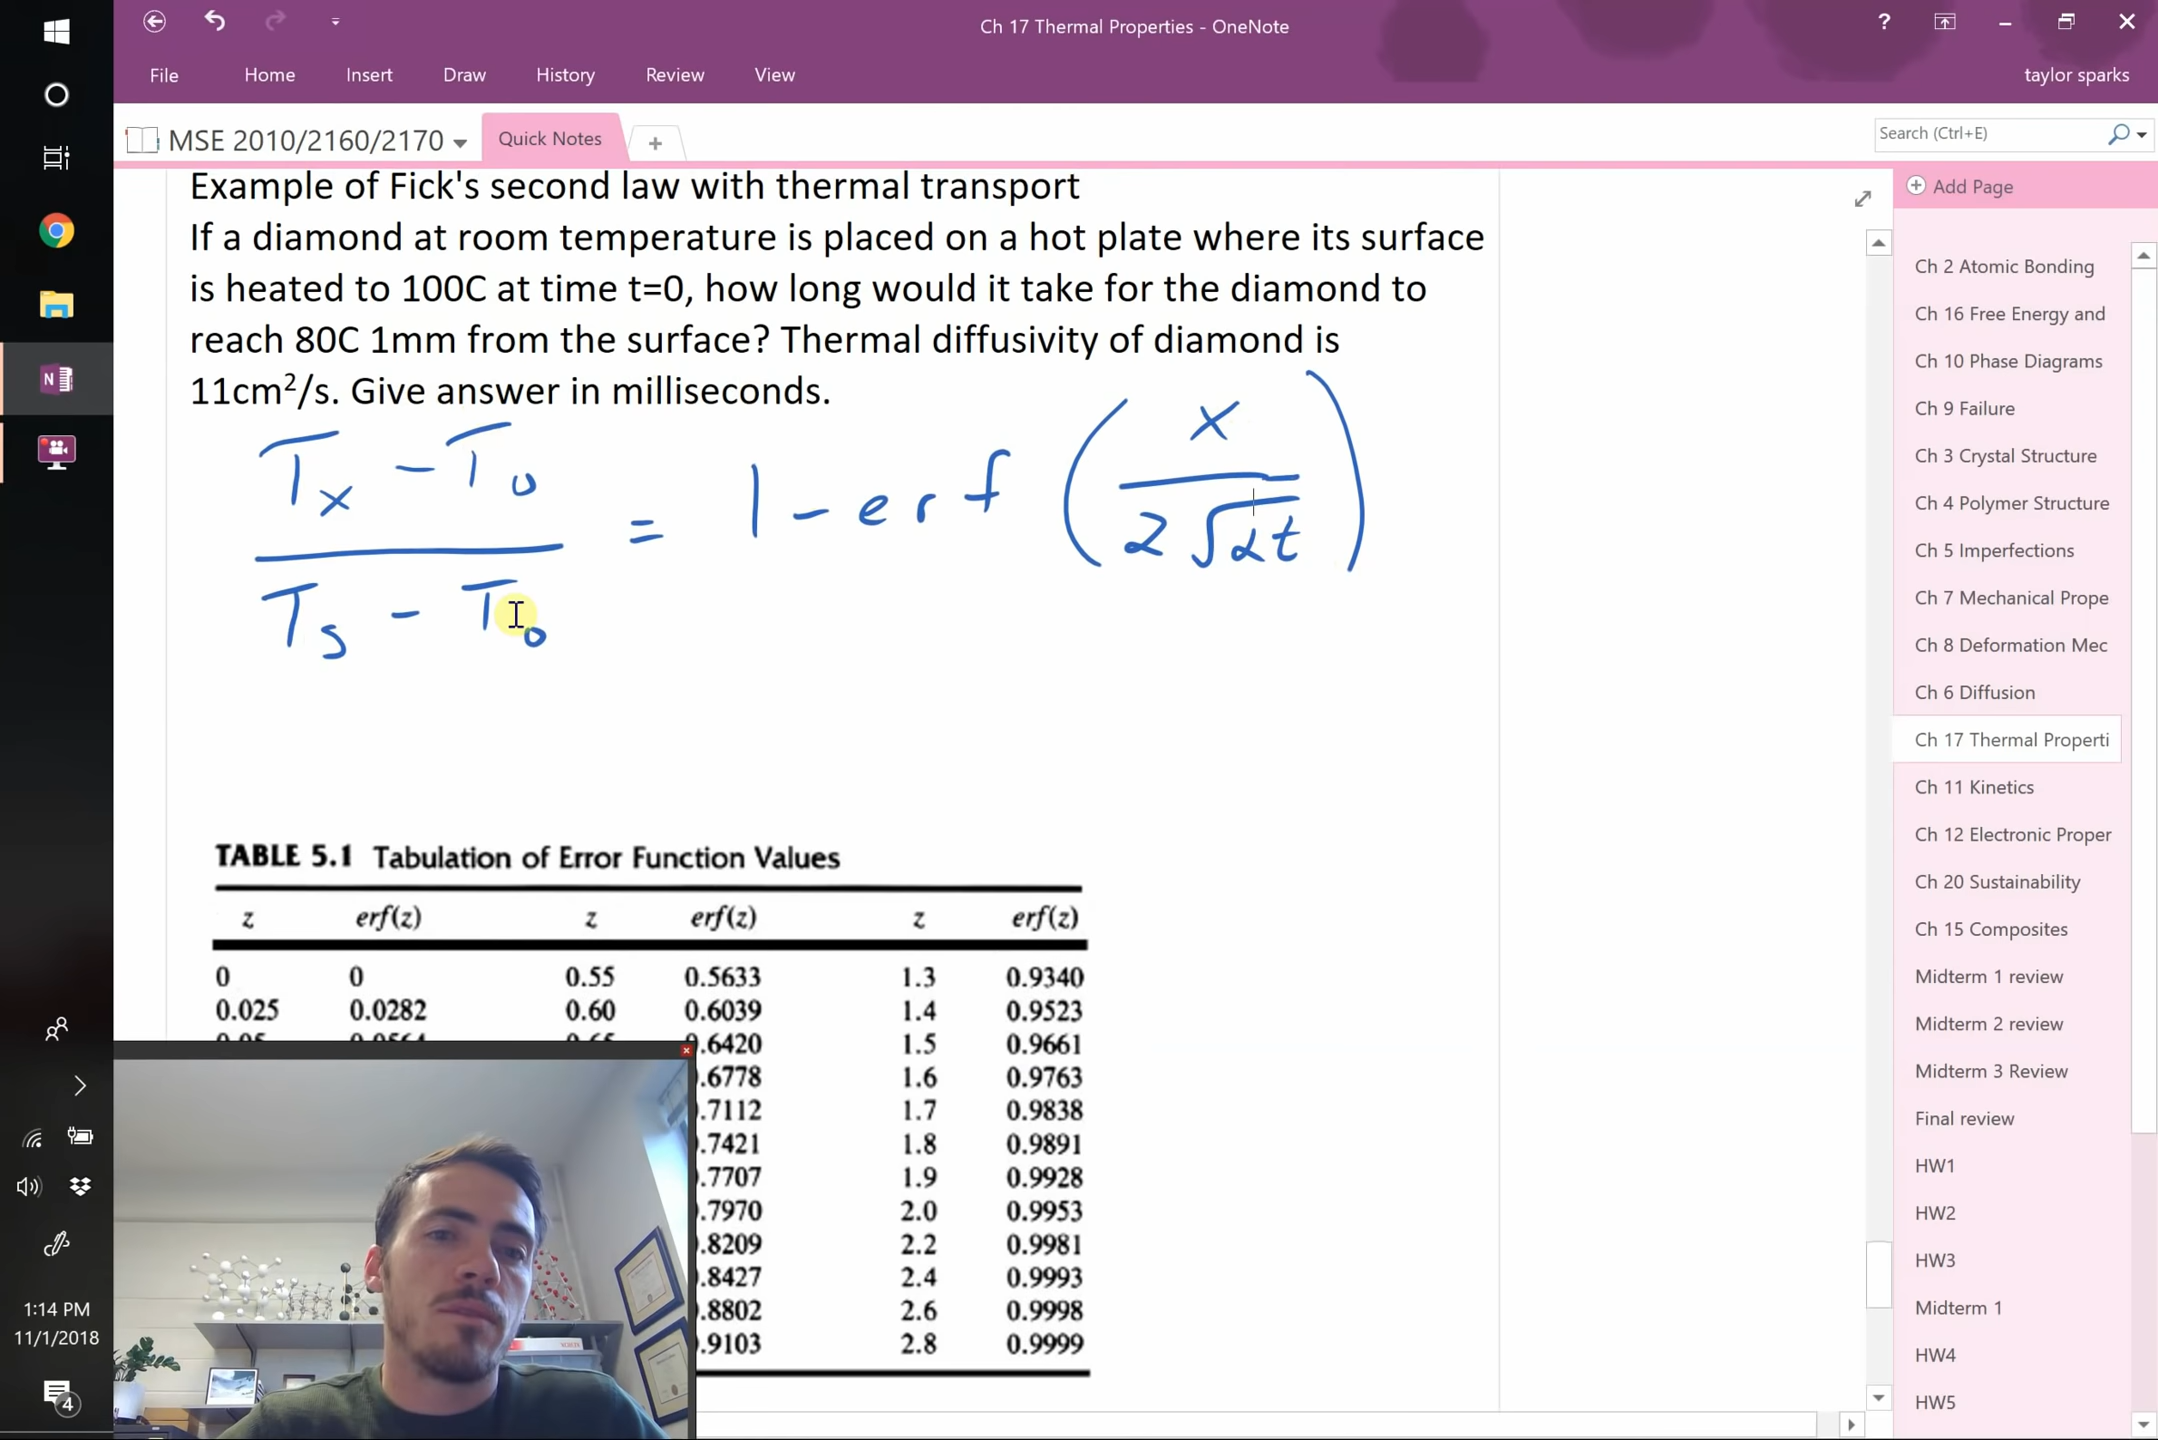 Ch 17 Thermal Properties - OneNote
?
File Home Insert Draw History Review View
taylor sparks
MSE 2010/2160/2170
Quick Notes
+
Search (Ctrl+E)
Example of Fick's second law with thermal transport
If a diamond at room temperature is placed on a hot plate where its surface
is heated to 100C at time t=0, how long would it take for the diamond to
reach 80C 1mm from the surface? Thermal diffusivity of diamond is
11cm²/s. Give answer in milliseconds.
Tₓ - T₀ / Tₛ - T₀ = 1 - erf (x / 2√αt)
TABLE 5.1 Tabulation of Error Function Values
z erf(z) z erf(z) z erf(z)
0 0 0.55 0.5633 1.3 0.9340
0.025 0.0282 0.60 0.6039 1.4 0.9523
.6420 1.5 0.9661
.6778 1.6 0.9763
.7112 1.7 0.9838
.7421 1.8 0.9891
.7707 1.9 0.9928
.7970 2.0 0.9953
.8209 2.2 0.9981
.8427 2.4 0.9993
.8802 2.6 0.9998
.9103 2.8 0.9999
Add Page
Ch 2 Atomic Bonding
Ch 16 Free Energy and
Ch 10 Phase Diagrams
Ch 9 Failure
Ch 3 Crystal Structure
Ch 4 Polymer Structure
Ch 5 Imperfections
Ch 7 Mechanical Prope
Ch 8 Deformation Mec
Ch 6 Diffusion
Ch 17 Thermal Properti
Ch 11 Kinetics
Ch 12 Electronic Proper
Ch 20 Sustainability
Ch 15 Composites
Midterm 1 review
Midterm 2 review
Midterm 3 Review
Final review
HW1
HW2
HW3
Midterm 1
HW4
HW5
N
1:14 PM
11/1/2018
4